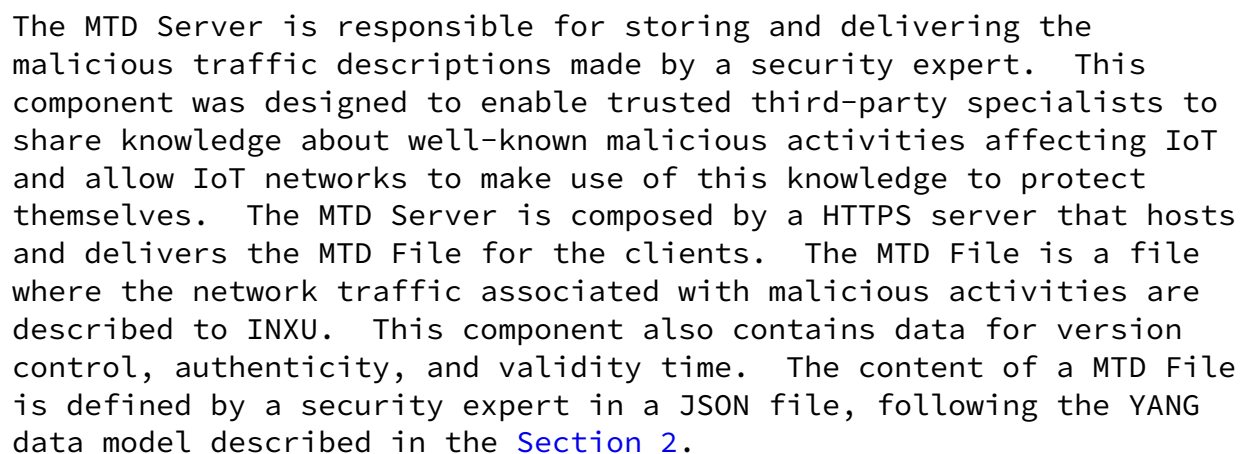 The MTD Server is responsible for storing and delivering the
malicious traffic descriptions made by a security expert.  This
component was designed to enable trusted third-party specialists to
share knowledge about well-known malicious activities affecting IoT
and allow IoT networks to make use of this knowledge to protect
themselves.  The MTD Server is composed by a HTTPS server that hosts
and delivers the MTD File for the clients.  The MTD File is a file
where the network traffic associated with malicious activities are
described to INXU.  This component also contains data for version
control, authenticity, and validity time.  The content of a MTD File
is defined by a security expert in a JSON file, following the YANG
data model described in the Section 2.